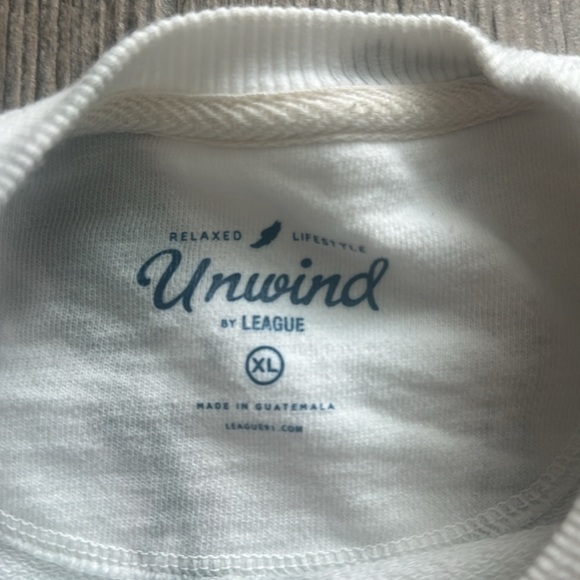 RELAXED LIFESTYLE
Unwind
BY LEAGUE
XL
MADE IN GUATEMALA
LEAGUE91.COM